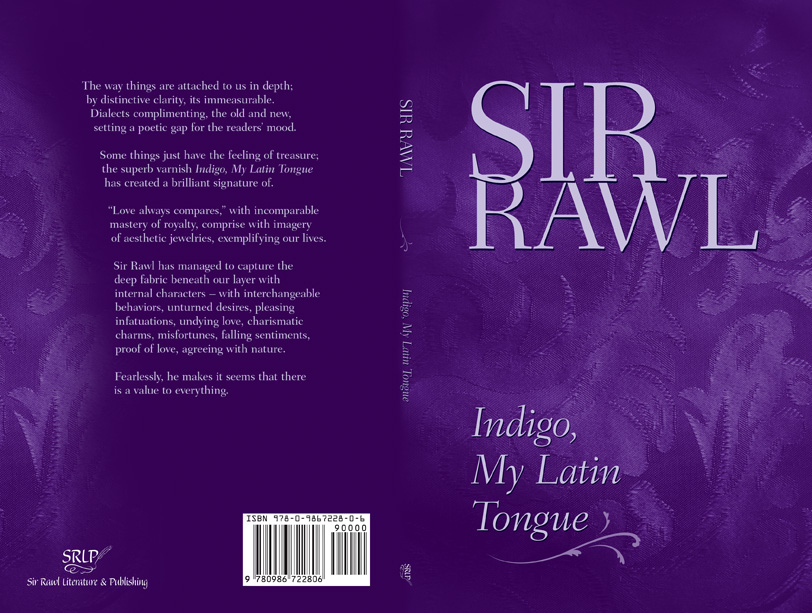 The way things are attached to us in depth;
by distinctive clarity, its immeasurable.
Dialects complimenting, the old and new,
setting a poetic gap for the readers' mood.
Some things just have the feeling of treasure;
the superb varnish Indigo, My Latin Tongue
has created a brilliant signature of.
“Love always compares,” with incomparable
mastery of royalty, comprise with imagery
of aesthetic jewelries, exemplifying our lives.
Sir Rawl has managed to capture the
deep fabric beneath our layer with
internal characters – with interchangeable
behaviors, unturned desires, pleasing
infatuations, undying love, charismatic
charms, misfortunes, falling sentiments,
proof of love, agreeing with nature.
Fearlessly, he makes it seems that there
is a value to everything.
SRLP
Sir Rawl Literature & Publishing
ISBN 978-0-9867228-0-6
90000
9 780986 722806
SIR RAWL
Indigo, My Latin Tongue
SRLP
SIR
RAWL
Indigo,
My Latin
Tongue